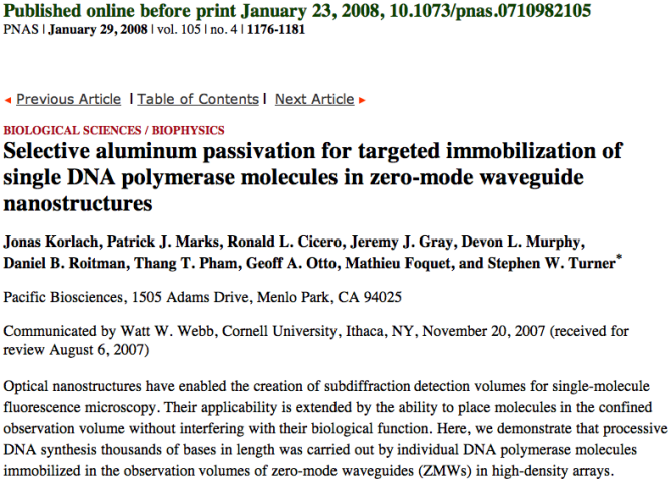 Published online before print January 23, 2008, 10.1073/pnas.0710982105
PNAS | January 29, 2008 | vol. 105 | no. 4 | 1176-1181
◂ Previous Article | Table of Contents | Next Article ▸
BIOLOGICAL SCIENCES / BIOPHYSICS
Selective aluminum passivation for targeted immobilization of
single DNA polymerase molecules in zero-mode waveguide
nanostructures
Jonas Korlach, Patrick J. Marks, Ronald L. Cicero, Jeremy J. Gray, Devon L. Murphy,
Daniel B. Roitman, Thang T. Pham, Geoff A. Otto, Mathieu Foquet, and Stephen W. Turner*
Pacific Biosciences, 1505 Adams Drive, Menlo Park, CA 94025
Communicated by Watt W. Webb, Cornell University, Ithaca, NY, November 20, 2007 (received for
review August 6, 2007)
Optical nanostructures have enabled the creation of subdiffraction detection volumes for single-molecule
fluorescence microscopy. Their applicability is extended by the ability to place molecules in the confined
observation volume without interfering with their biological function. Here, we demonstrate that processive
DNA synthesis thousands of bases in length was carried out by individual DNA polymerase molecules
immobilized in the observation volumes of zero-mode waveguides (ZMWs) in high-density arrays.